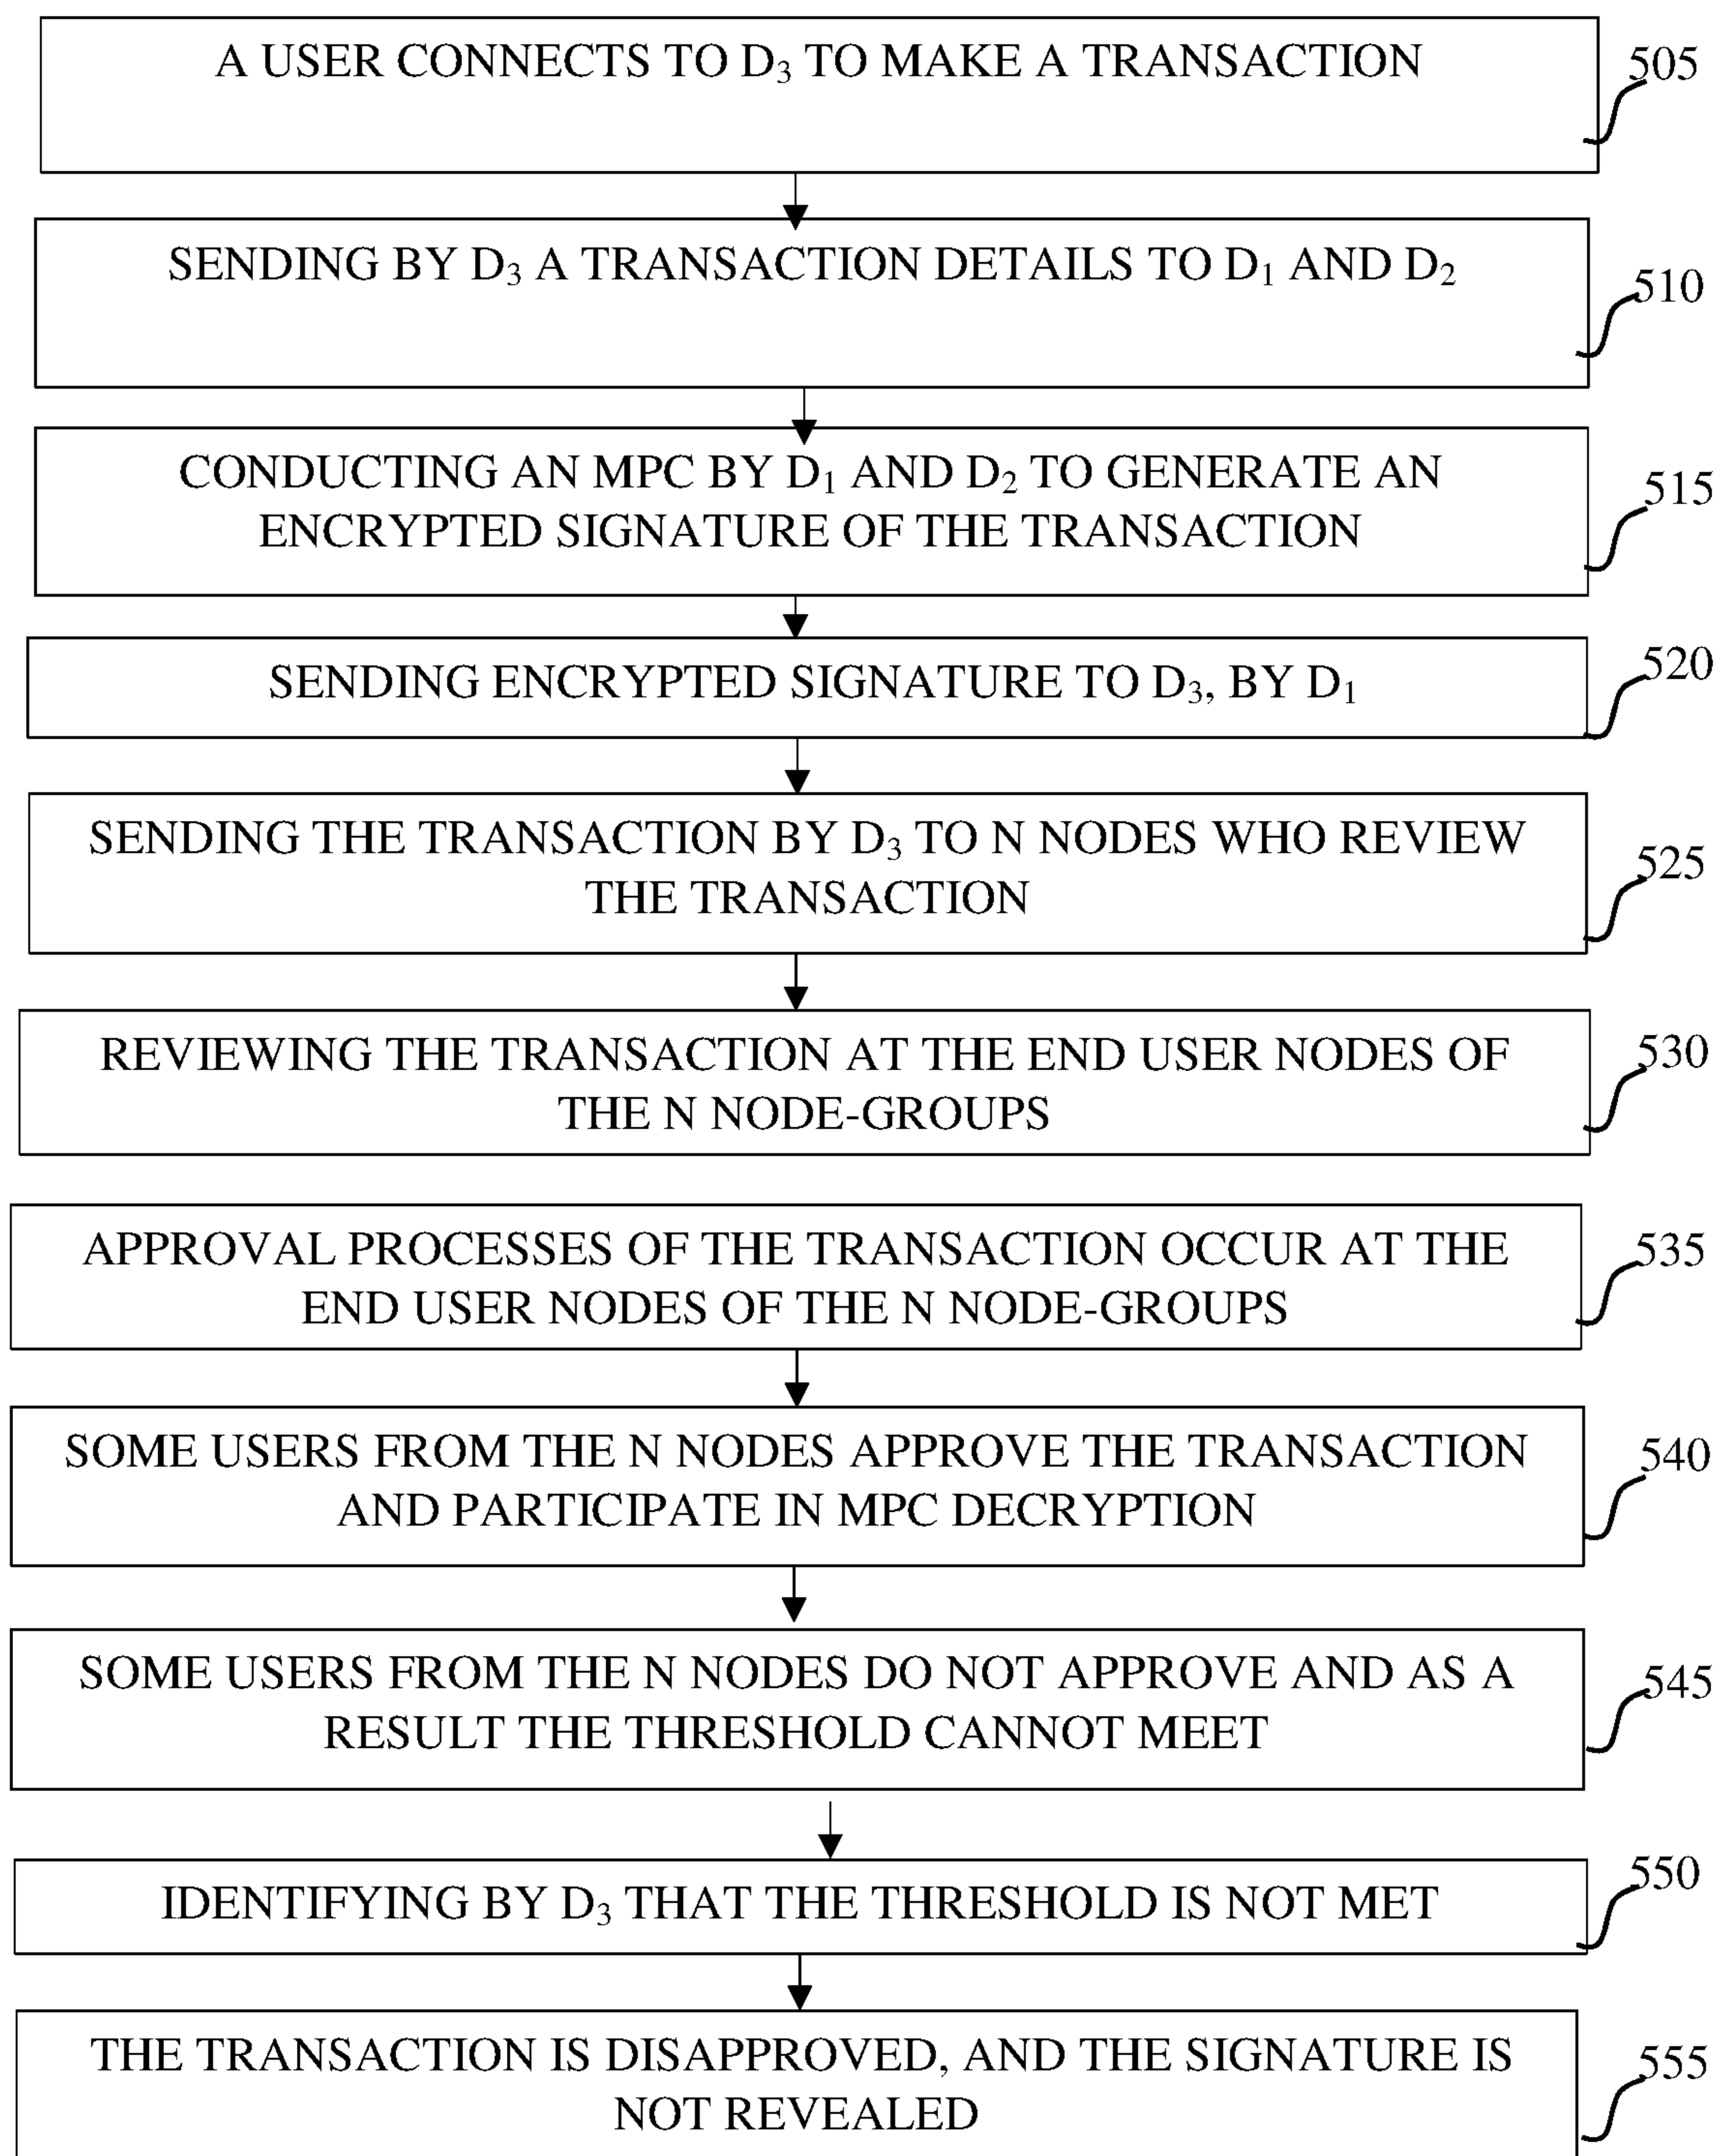 A USER CONNECTS TO D₃ TO MAKE A TRANSACTION
505
SENDING BY D₃ A TRANSACTION DETAILS TO D₁ AND D₂
510
CONDUCTING AN MPC BY D₁ AND D₂ TO GENERATE AN
ENCRYPTED SIGNATURE OF THE TRANSACTION
515
SENDING ENCRYPTED SIGNATURE TO D₃, BY D₁
520
SENDING THE TRANSACTION BY D₃ TO N NODES WHO REVIEW
THE TRANSACTION
525
REVIEWING THE TRANSACTION AT THE END USER NODES OF
THE N NODE-GROUPS
530
APPROVAL PROCESSES OF THE TRANSACTION OCCUR AT THE
END USER NODES OF THE N NODE-GROUPS
535
SOME USERS FROM THE N NODES APPROVE THE TRANSACTION
AND PARTICIPATE IN MPC DECRYPTION
540
SOME USERS FROM THE N NODES DO NOT APPROVE AND AS A
RESULT THE THRESHOLD CANNOT MEET
545
IDENTIFYING BY D₃ THAT THE THRESHOLD IS NOT MET
550
THE TRANSACTION IS DISAPPROVED, AND THE SIGNATURE IS
NOT REVEALED
555